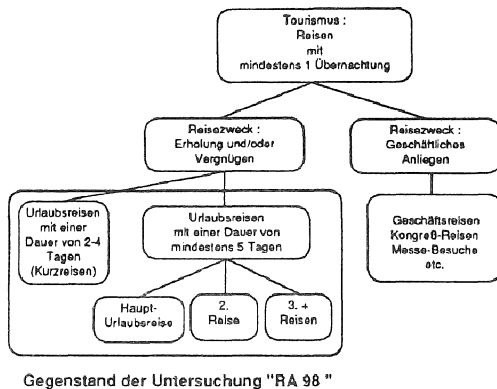 Tourismus :
Reisen
mit
mindestens 1 Übernachtung
Reisezweck :
Erholung und/oder
Vergnügen
Reisezweck :
Geschäftliches
Anliegen
Urlaubsreisen
mit einer
Dauer von 2-4
Tagen
(Kurzreisen)
Urlaubsreisen
mit einer Dauer von
mindestens 5 Tagen
Geschäftsreisen
Kongreß-Reisen
Messe-Besuche
etc.
Haupt-
Urlaubsreise
2.
Reise
3. +
Reisen
Gegenstand der Untersuchung "RA 98 "